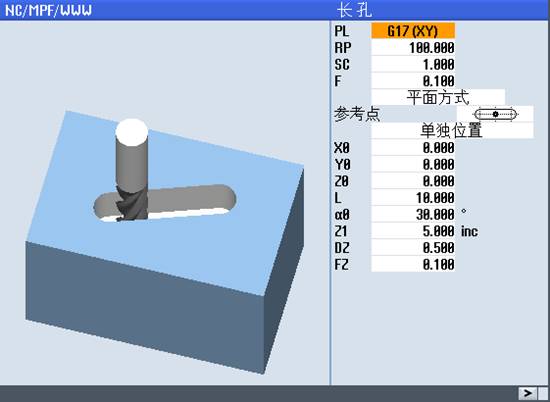 NC/MPF/WWW
长孔
PL G17(XY)
RP 100.000
SC 1.000
F 0.100
平面方式
参考点
单独位置
X0 0.000
Y0 0.000
Z0 0.000
L 10.000
α0 30.000 °
Z1 5.000 inc
DZ 0.500
FZ 0.100
>